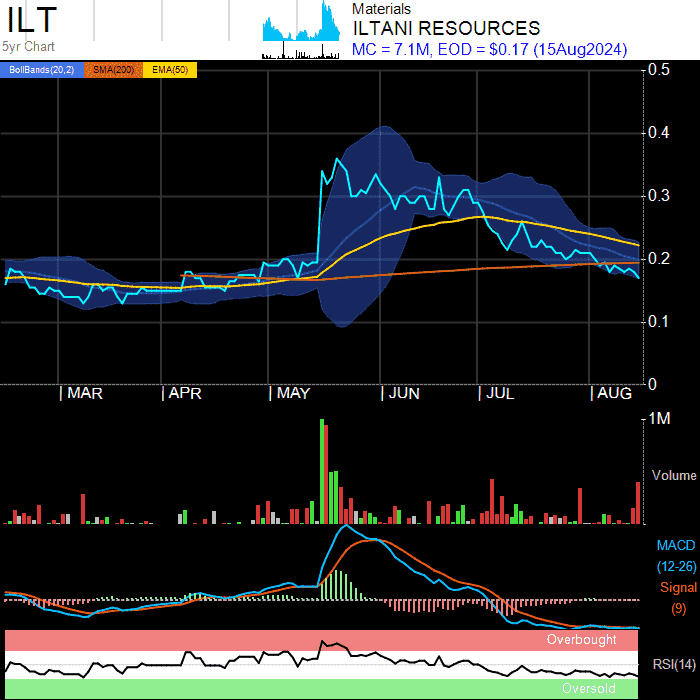 ILT
5yr Chart
Materials
ILTANI RESOURCES
MC = 7.1M, EOD = $0.17 (15Aug2024)
BollBands(20,2) SMA(200) EMA(50)
0.5
0.4
0.3
0.2
0.1
0
MAR APR MAY JUN JUL AUG
1M
Volume
MACD
(12-26)
Signal
(9)
Overbought
RSI(14)
Oversold